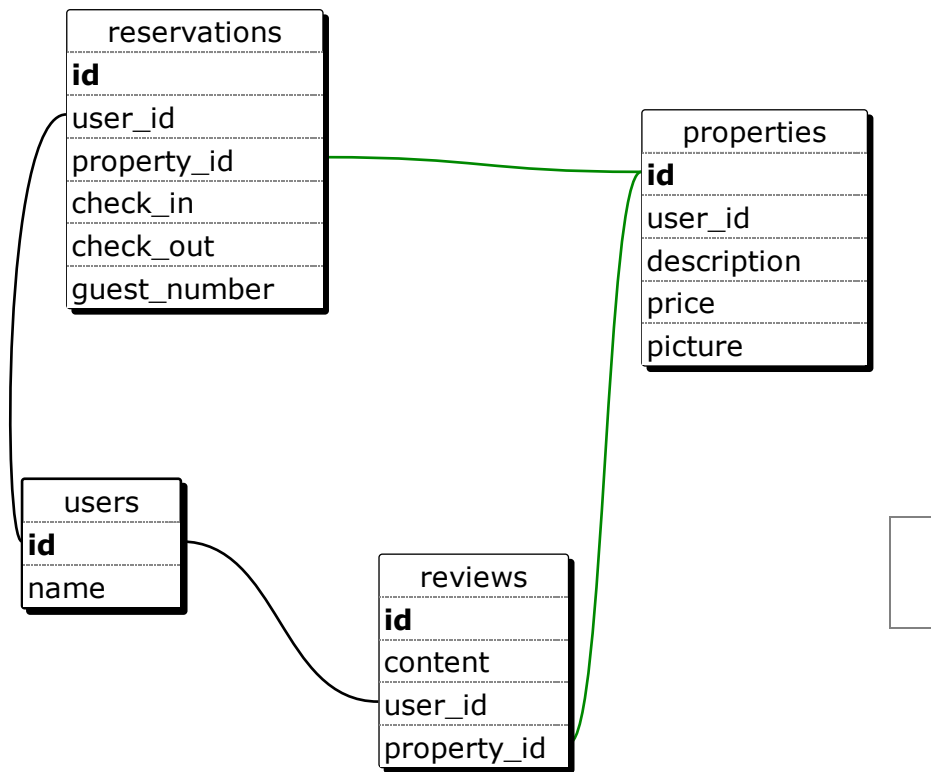 reservations
id
user_id
property_id
check_in
check_out
guest_number
properties
id
user_id
description
price
picture
users
id
name
reviews
id
content
user_id
property_id